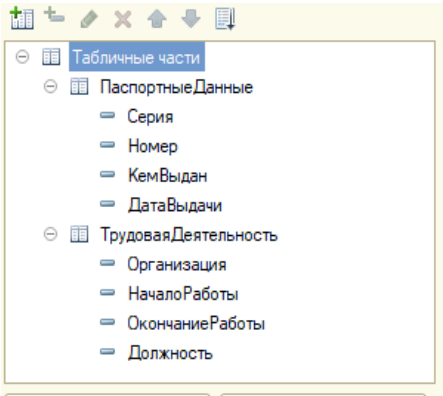 Табличные части
ПаспортныеДанные
Серия
Номер
КемВыдан
ДатаВыдачи
ТрудоваяДеятельность
Организация
НачалоРаботы
ОкончаниеРаботы
Должность